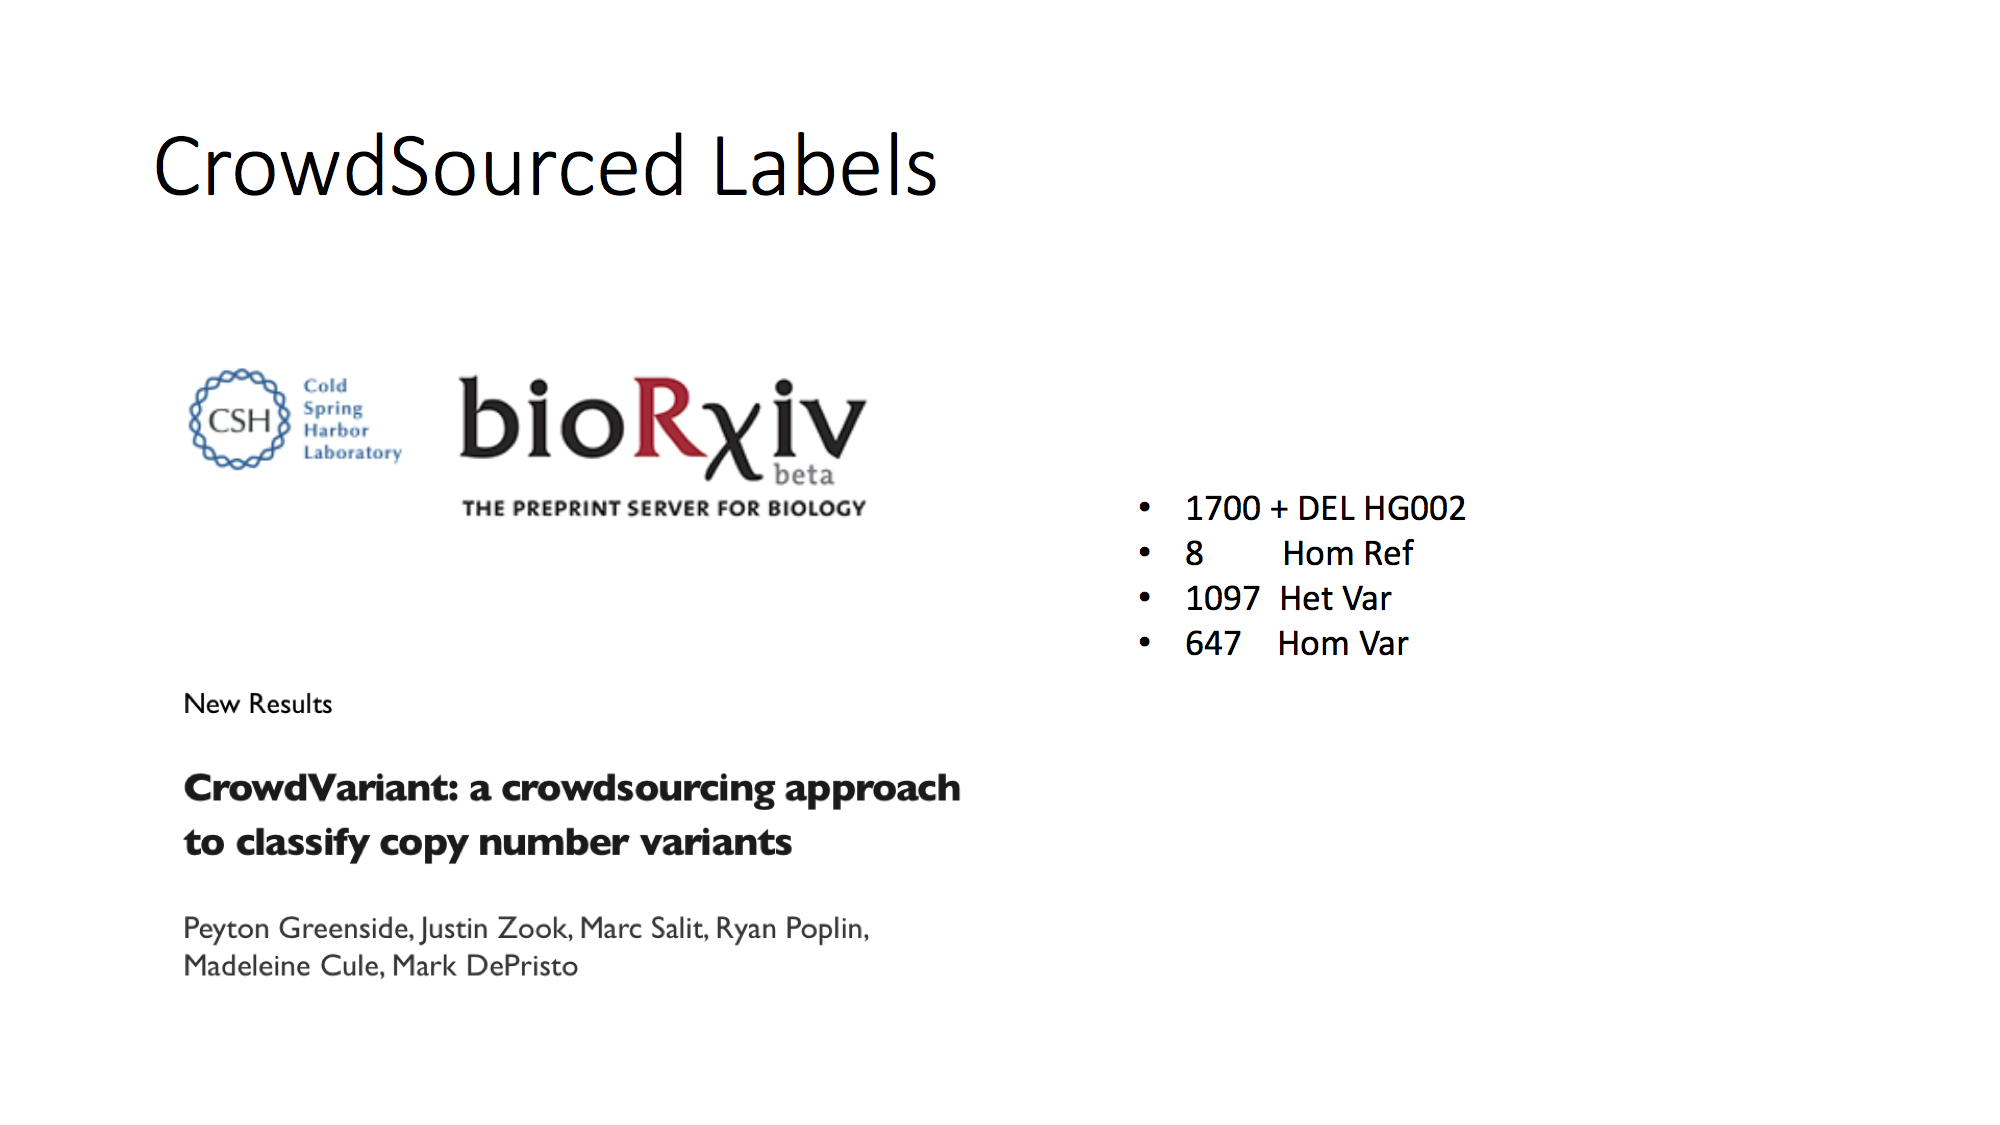 CrowdSourced Labels
CSH
Cold
Spring
Harbor
Laboratory
bioRχiv
beta
THE PREPRINT SERVER FOR BIOLOGY
• 1700 + DEL HG002
• 8 Hom Ref
• 1097 Het Var
• 647 Hom Var
New Results
CrowdVariant: a crowdsourcing approach
to classify copy number variants
Peyton Greenside, Justin Zook, Marc Salit, Ryan Poplin,
Madeleine Cule, Mark DePristo